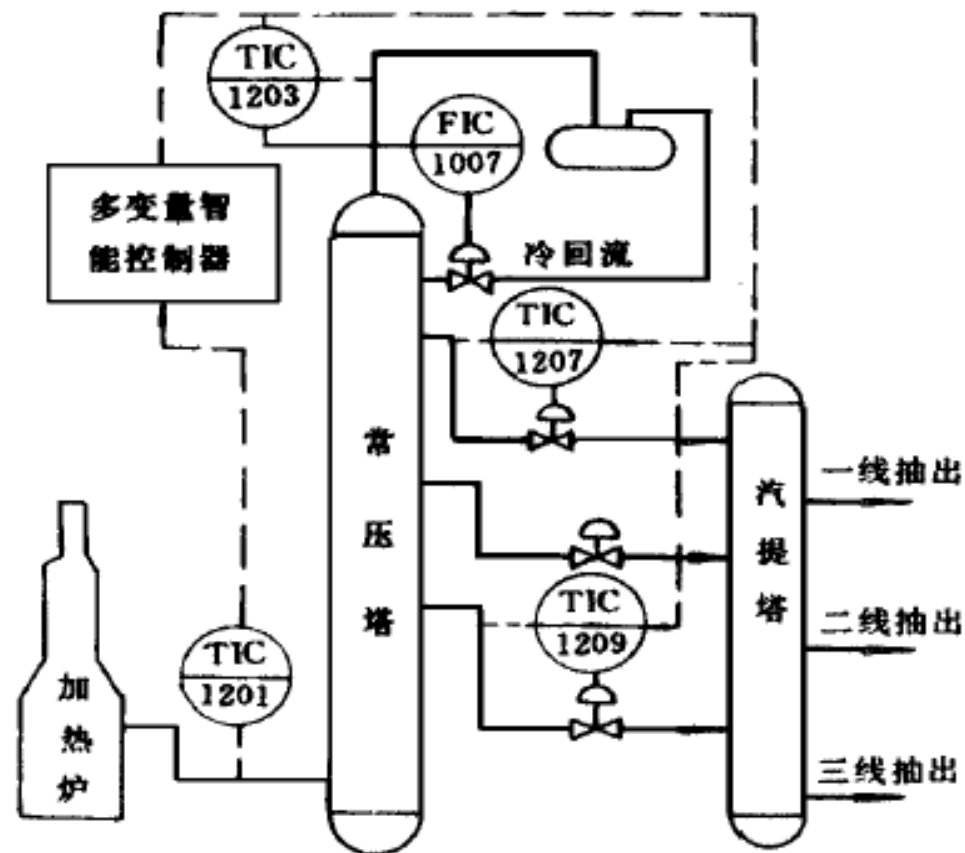 TIC
1203
FIC
1007
多变量智
能控制器
冷回流
TIC
1207
常
压
塔
汽
提
塔
一线抽出
TIC
1209
二线抽出
TIC
1201
加
热
炉
三线抽出